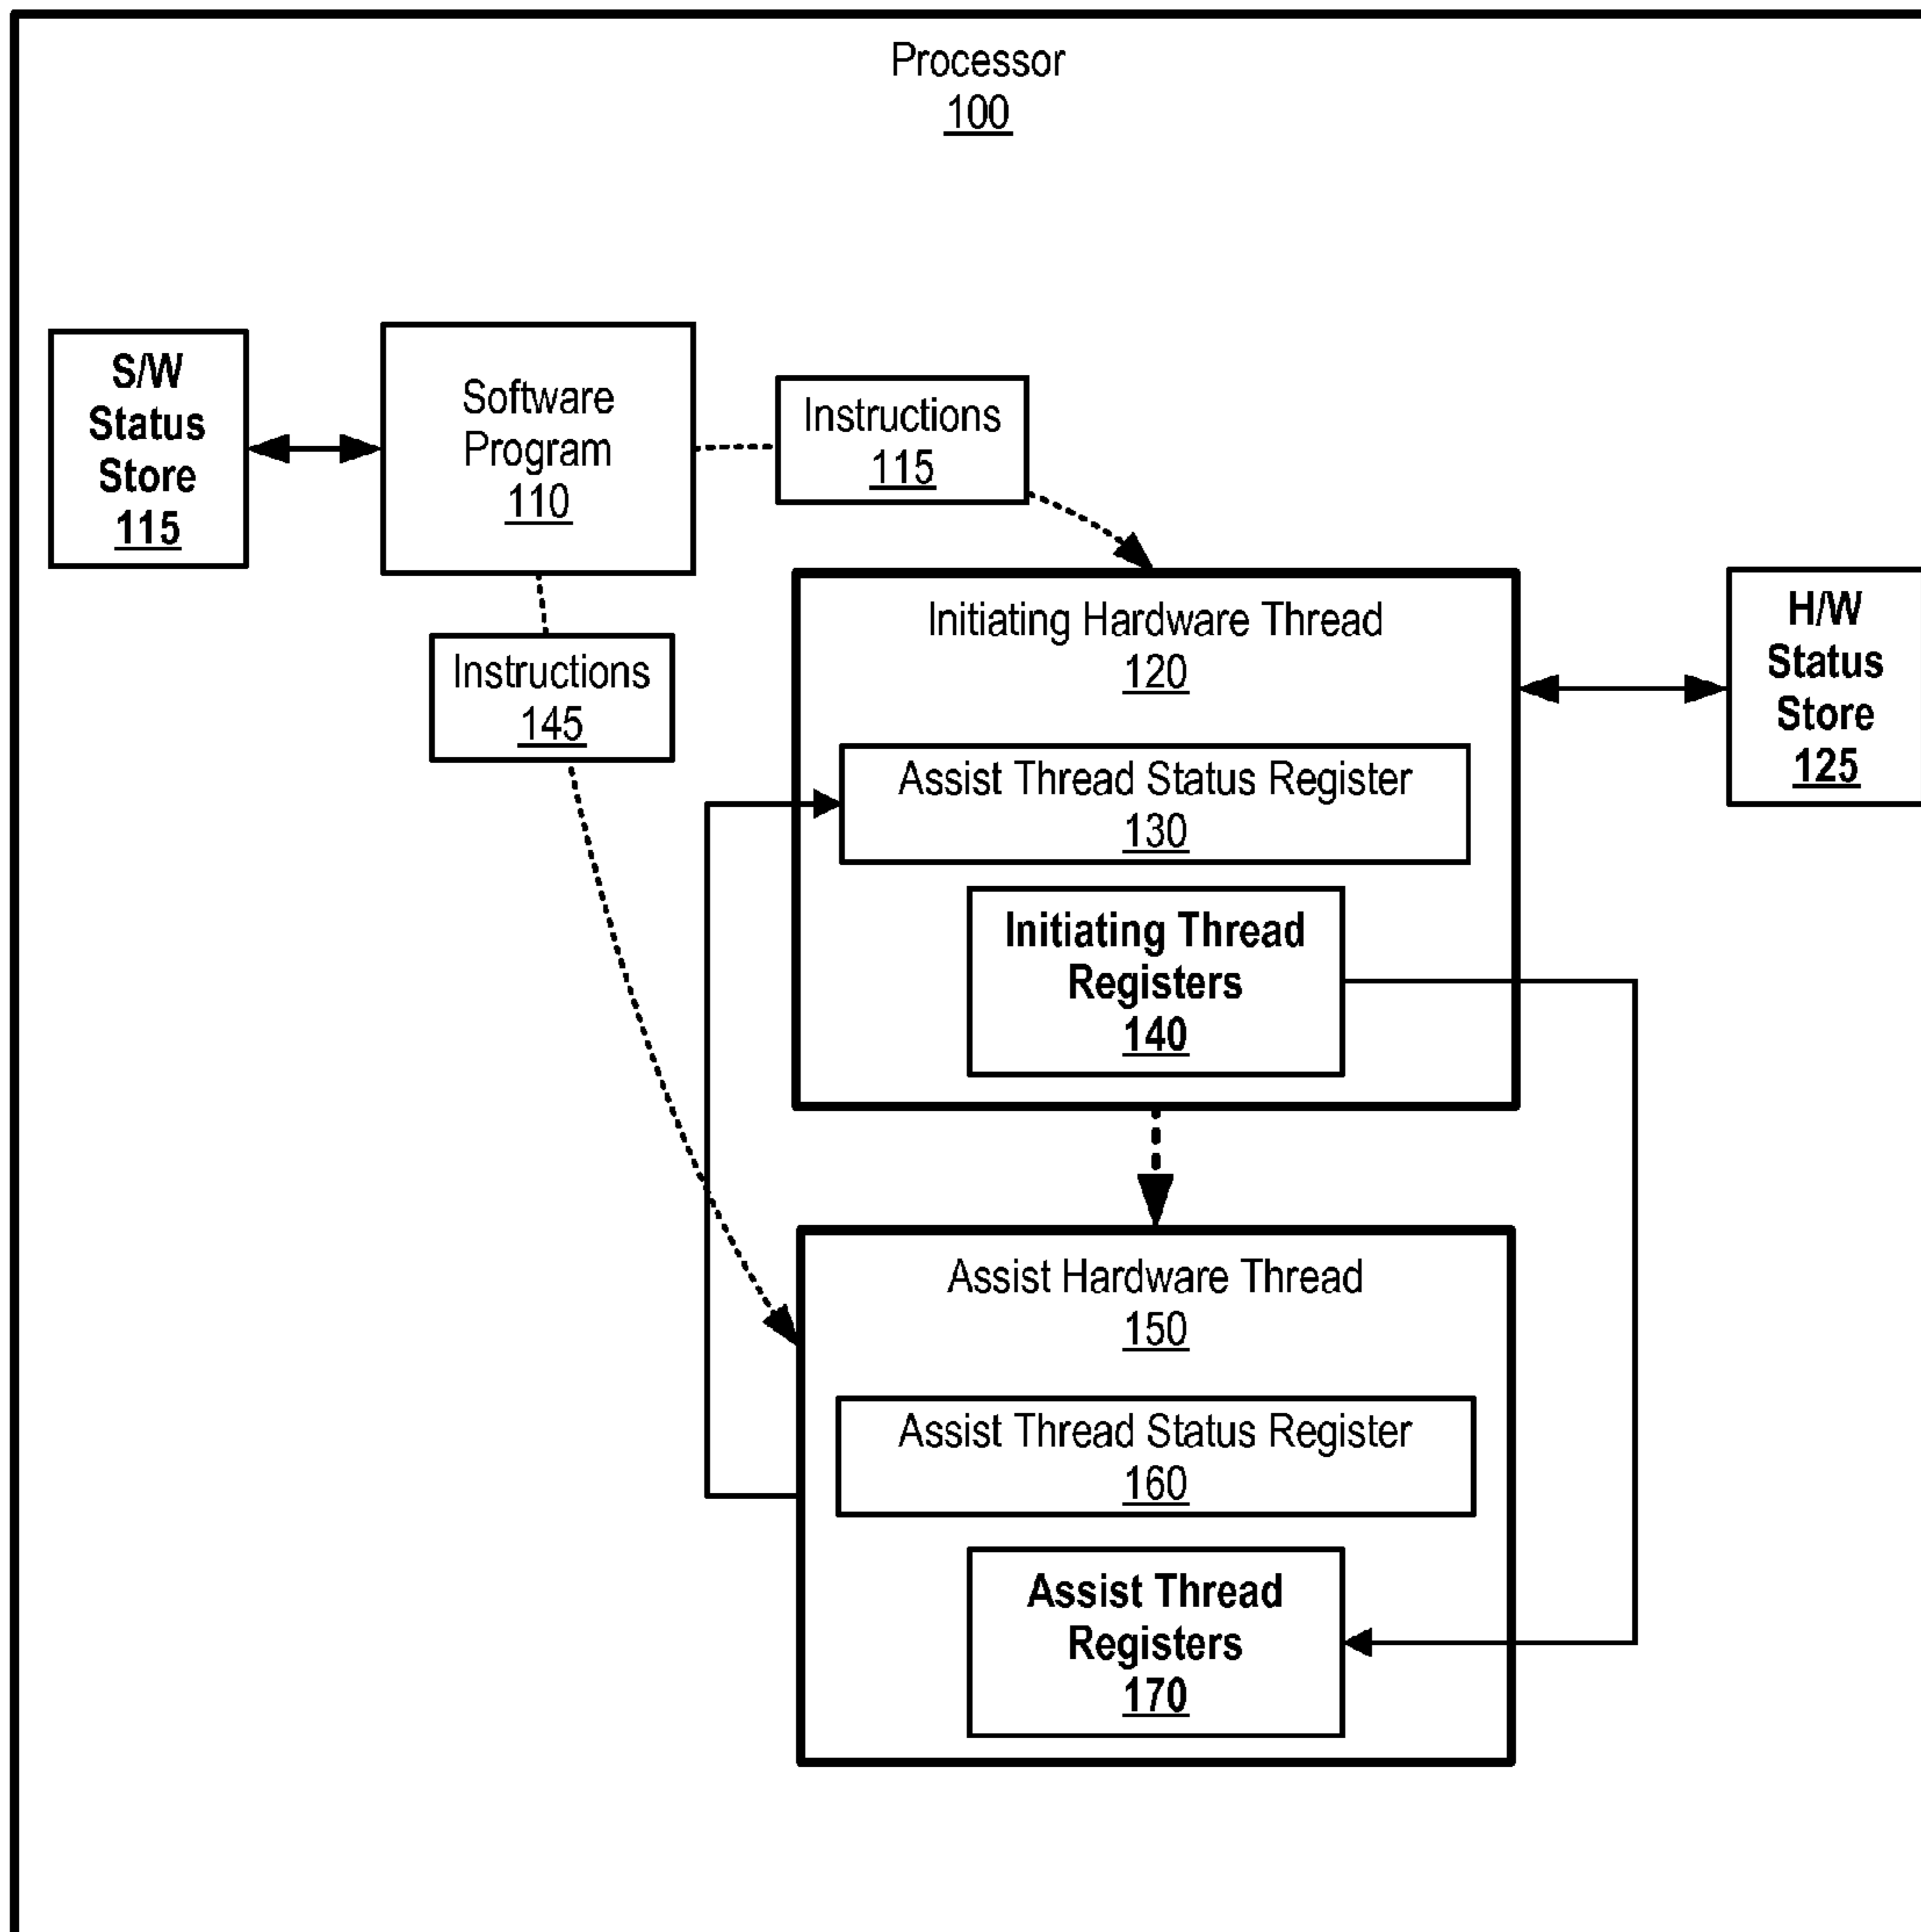 Processor
100
S/W
Status
Store
115
Software
Program
110
Instructions
115
Instructions
145
Initiating Hardware Thread
120
H/W
Status
Store
125
Assist Thread Status Register
130
Initiating Thread
Registers
140
Assist Hardware Thread
150
Assist Thread Status Register
160
Assist Thread
Registers
170